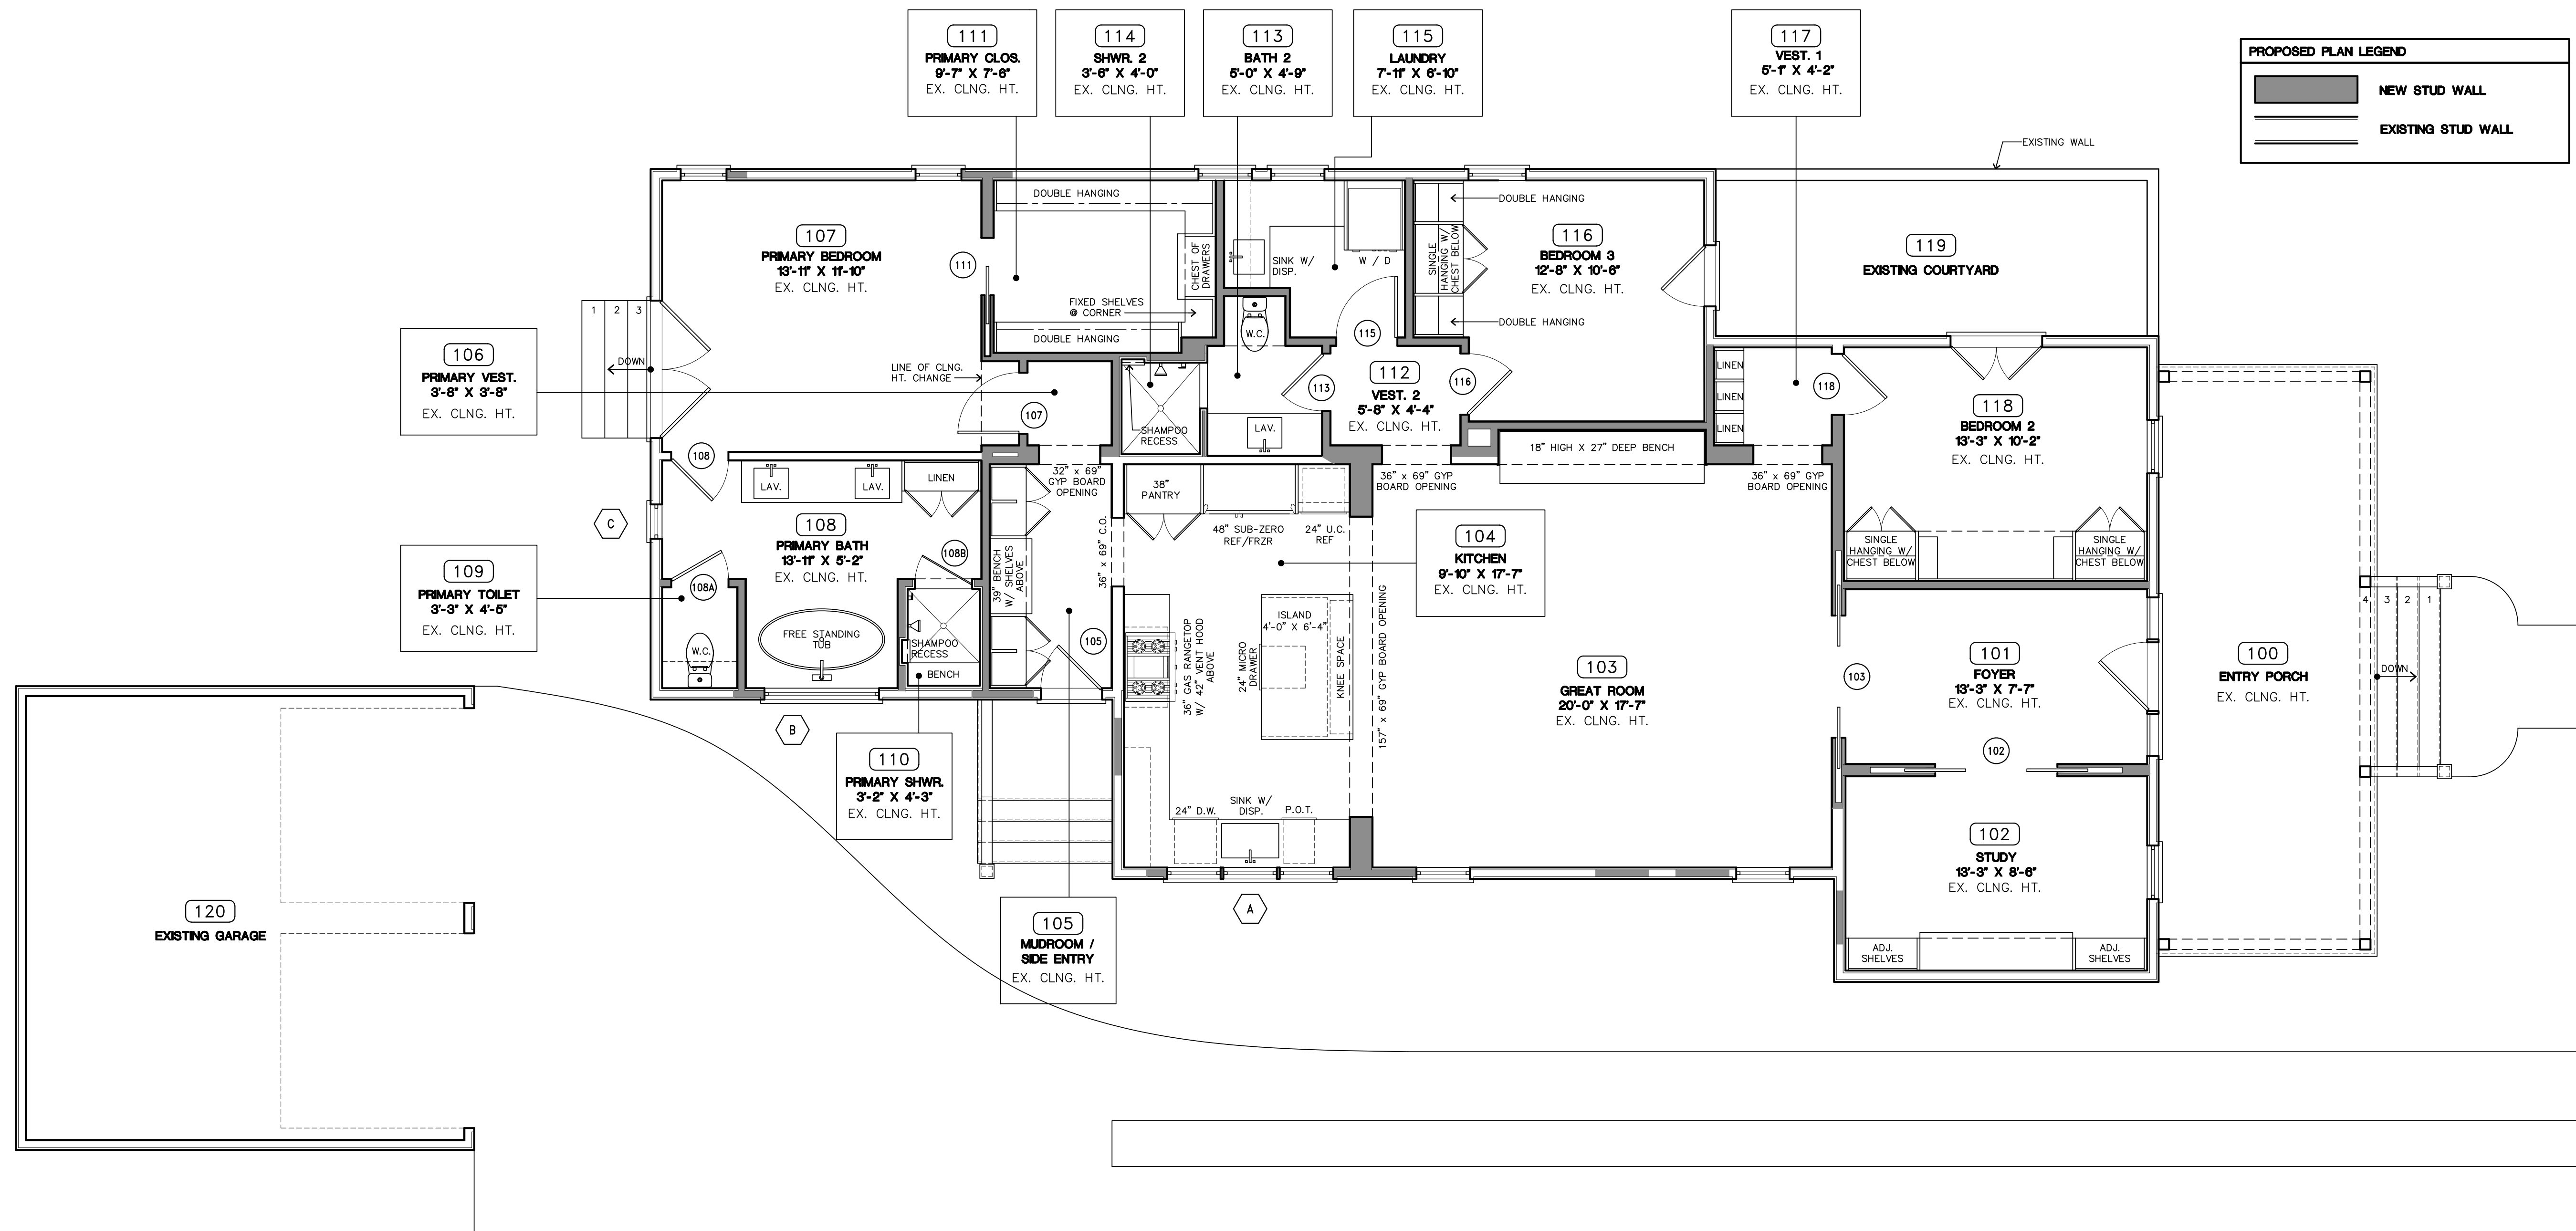 111
PRIMARY CLOS.
9'-7" X 7'-6"
EX. CLNG. HT.
114
SHWR. 2
3'-6" X 4'-0"
EX. CLNG. HT.
113
BATH 2
5'-0" X 4'-9"
EX. CLNG. HT.
115
LAUNDRY
7'-11" X 6'-10"
EX. CLNG. HT.
117
VEST. 1
5'-1" X 4'-2"
EX. CLNG. HT.
PROPOSED PLAN LEGEND
NEW STUD WALL
EXISTING STUD WALL
EXISTING WALL
107
PRIMARY BEDROOM
13'-11" X 11'-10"
EX. CLNG. HT.
111
DOUBLE HANGING
CHEST OF
DRAWERS
FIXED SHELVES
@ CORNER
DOUBLE HANGING
SINK W/
DISP.
W / D
W.C.
115
DOUBLE HANGING
SINGLE
HANGING W/
CHEST BELOW
DOUBLE HANGING
116
BEDROOM 3
12'-8" X 10'-6"
EX. CLNG. HT.
119
EXISTING COURTYARD
1
2
3
DOWN
106
PRIMARY VEST.
3'-8" X 3'-8"
EX. CLNG. HT.
LINE OF CLNG.
HT. CHANGE
107
SHAMPOO
RECESS
LAV.
113
112
VEST. 2
5'-8" X 4'-4"
EX. CLNG. HT.
116
LINEN
LINEN
LINEN
118
118
BEDROOM 2
13'-3" X 10'-2"
EX. CLNG. HT.
108
LAV.
LAV.
LINEN
32" x 69"
GYP BOARD
OPENING
38"
PANTRY
48" SUB-ZERO
REF/FRZR
24" U.C.
REF
36" x 69" GYP
BOARD OPENING
18" HIGH X 27" DEEP BENCH
36" x 69" GYP
BOARD OPENING
C
108
PRIMARY BATH
13'-11" X 5'-2"
EX. CLNG. HT.
108B
39" BENCH
W/ SHELVES
ABOVE
36" x 69" C.O.
104
KITCHEN
9'-10" X 17'-7"
EX. CLNG. HT.
SINGLE
HANGING W/
CHEST BELOW
SINGLE
HANGING W/
CHEST BELOW
109
PRIMARY TOILET
3'-3" X 4'-5"
EX. CLNG. HT.
108A
W.C.
FREE STANDING
TUB
SHAMPOO
RECESS
BENCH
105
36" GAS RANGETOP
W/ 42" VENT HOOD
ABOVE
24" MICRO
DRAWER
ISLAND
4'-0" X 6'-4"
KNEE SPACE
157" x 69" GYP BOARD OPENING
103
GREAT ROOM
20'-0" X 17'-7"
EX. CLNG. HT.
103
101
FOYER
13'-3" X 7'-7"
EX. CLNG. HT.
100
ENTRY PORCH
EX. CLNG. HT.
4
3
2
1
DOWN
B
110
PRIMARY SHWR.
3'-2" X 4'-3"
EX. CLNG. HT.
102
24" D.W.
SINK W/
DISP.
P.O.T.
A
102
STUDY
13'-3" X 8'-6"
EX. CLNG. HT.
ADJ.
SHELVES
ADJ.
SHELVES
105
MUDROOM /
SIDE ENTRY
EX. CLNG. HT.
120
EXISTING GARAGE